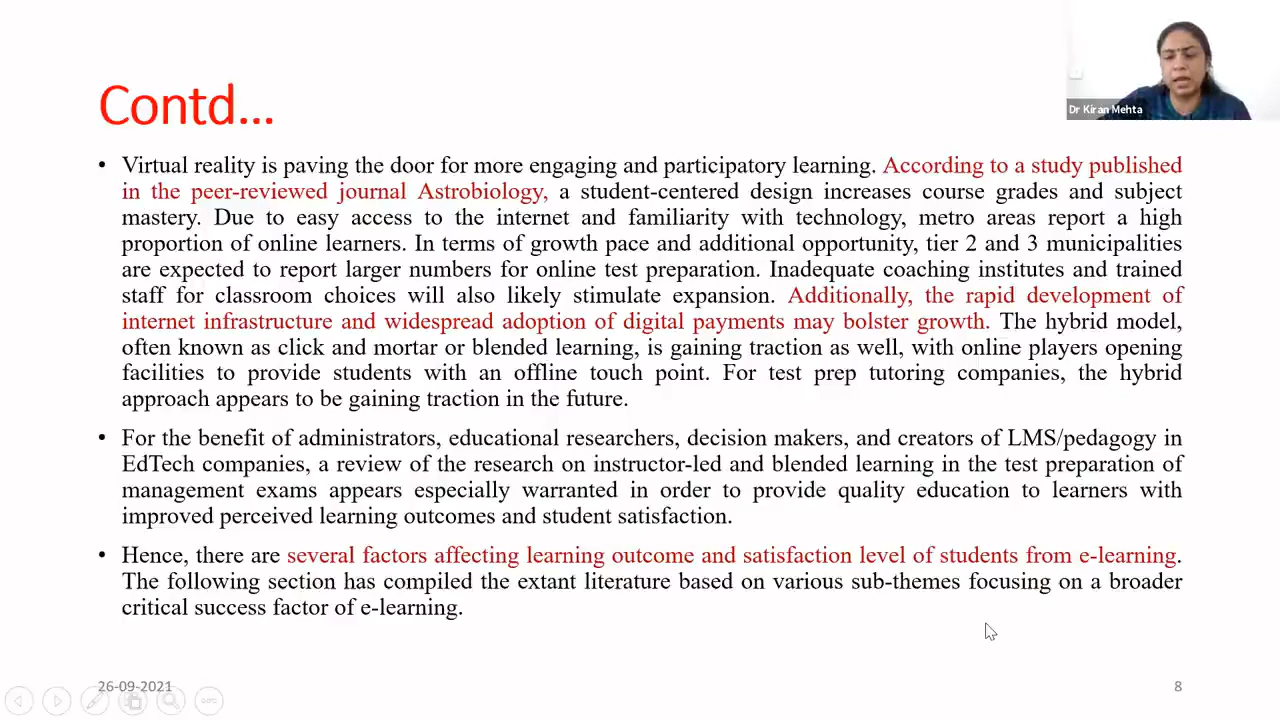 Dr Kiran Mehta
Contd...
• Virtual reality is paving the door for more engaging and participatory learning. According to a study published
in the peer-reviewed journal Astrobiology, a student-centered design increases course grades and subject
mastery. Due to easy access to the internet and familiarity with technology, metro areas report a high
proportion of online learners. In terms of growth pace and additional opportunity, tier 2 and 3 municipalities
are expected to report larger numbers for online test preparation. Inadequate coaching institutes and trained
staff for classroom choices will also likely stimulate expansion. Additionally, the rapid development of
internet infrastructure and widespread adoption of digital payments may bolster growth. The hybrid model,
often known as click and mortar or blended learning, is gaining traction as well, with online players opening
facilities to provide students with an offline touch point. For test prep tutoring companies, the hybrid
approach appears to be gaining traction in the future.
• For the benefit of administrators, educational researchers, decision makers, and creators of LMS/pedagogy in
EdTech companies, a review of the research on instructor-led and blended learning in the test preparation of
management exams appears especially warranted in order to provide quality education to learners with
improved perceived learning outcomes and student satisfaction.
• Hence, there are several factors affecting learning outcome and satisfaction level of students from e-learning.
The following section has compiled the extant literature based on various sub-themes focusing on a broader
critical success factor of e-learning.
26-09-2021
8